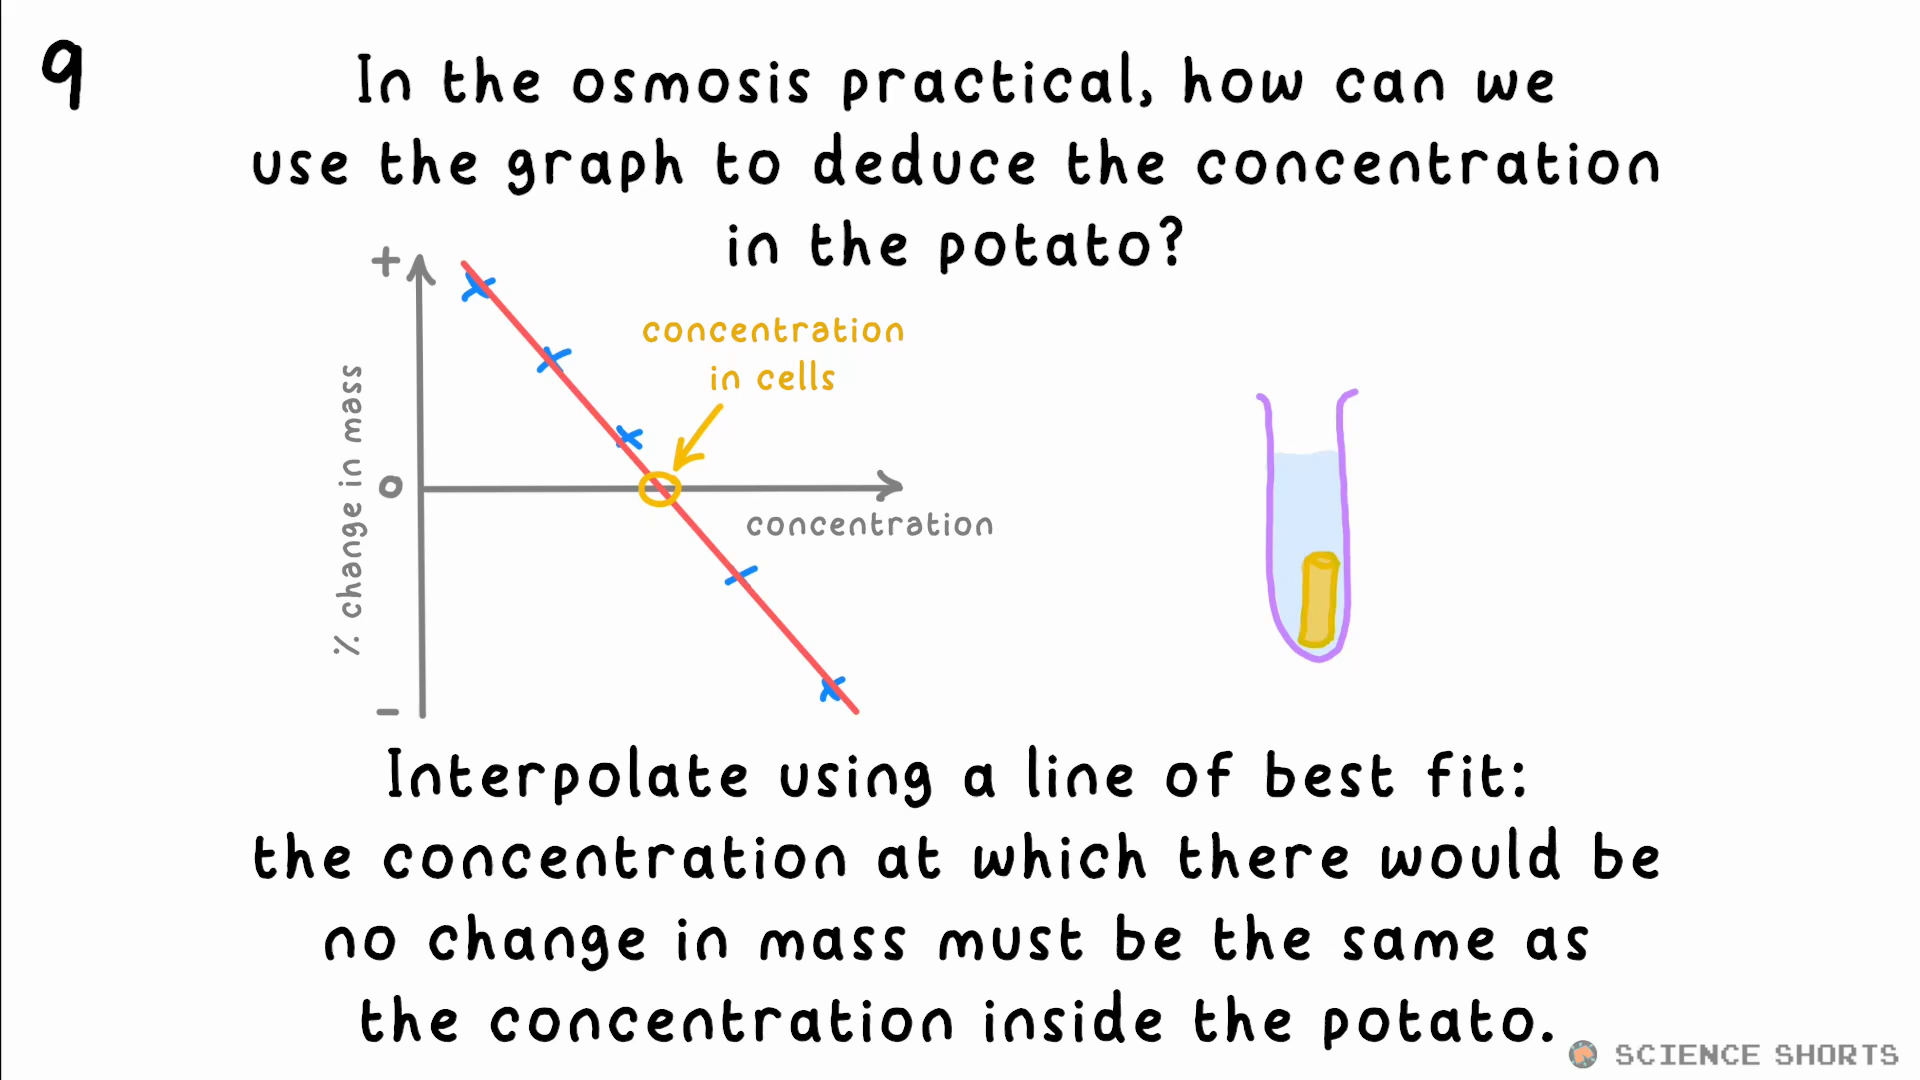 9
In the osmosis practical, how can we
use the graph to deduce the concentration
in the potato?
+
concentration
in cells
% change in mass
0
concentration
-
Interpolate using a line of best fit:
the concentration at which there would be
no change in mass must be the same as
the concentration inside the potato.
SCIENCE SHORTS